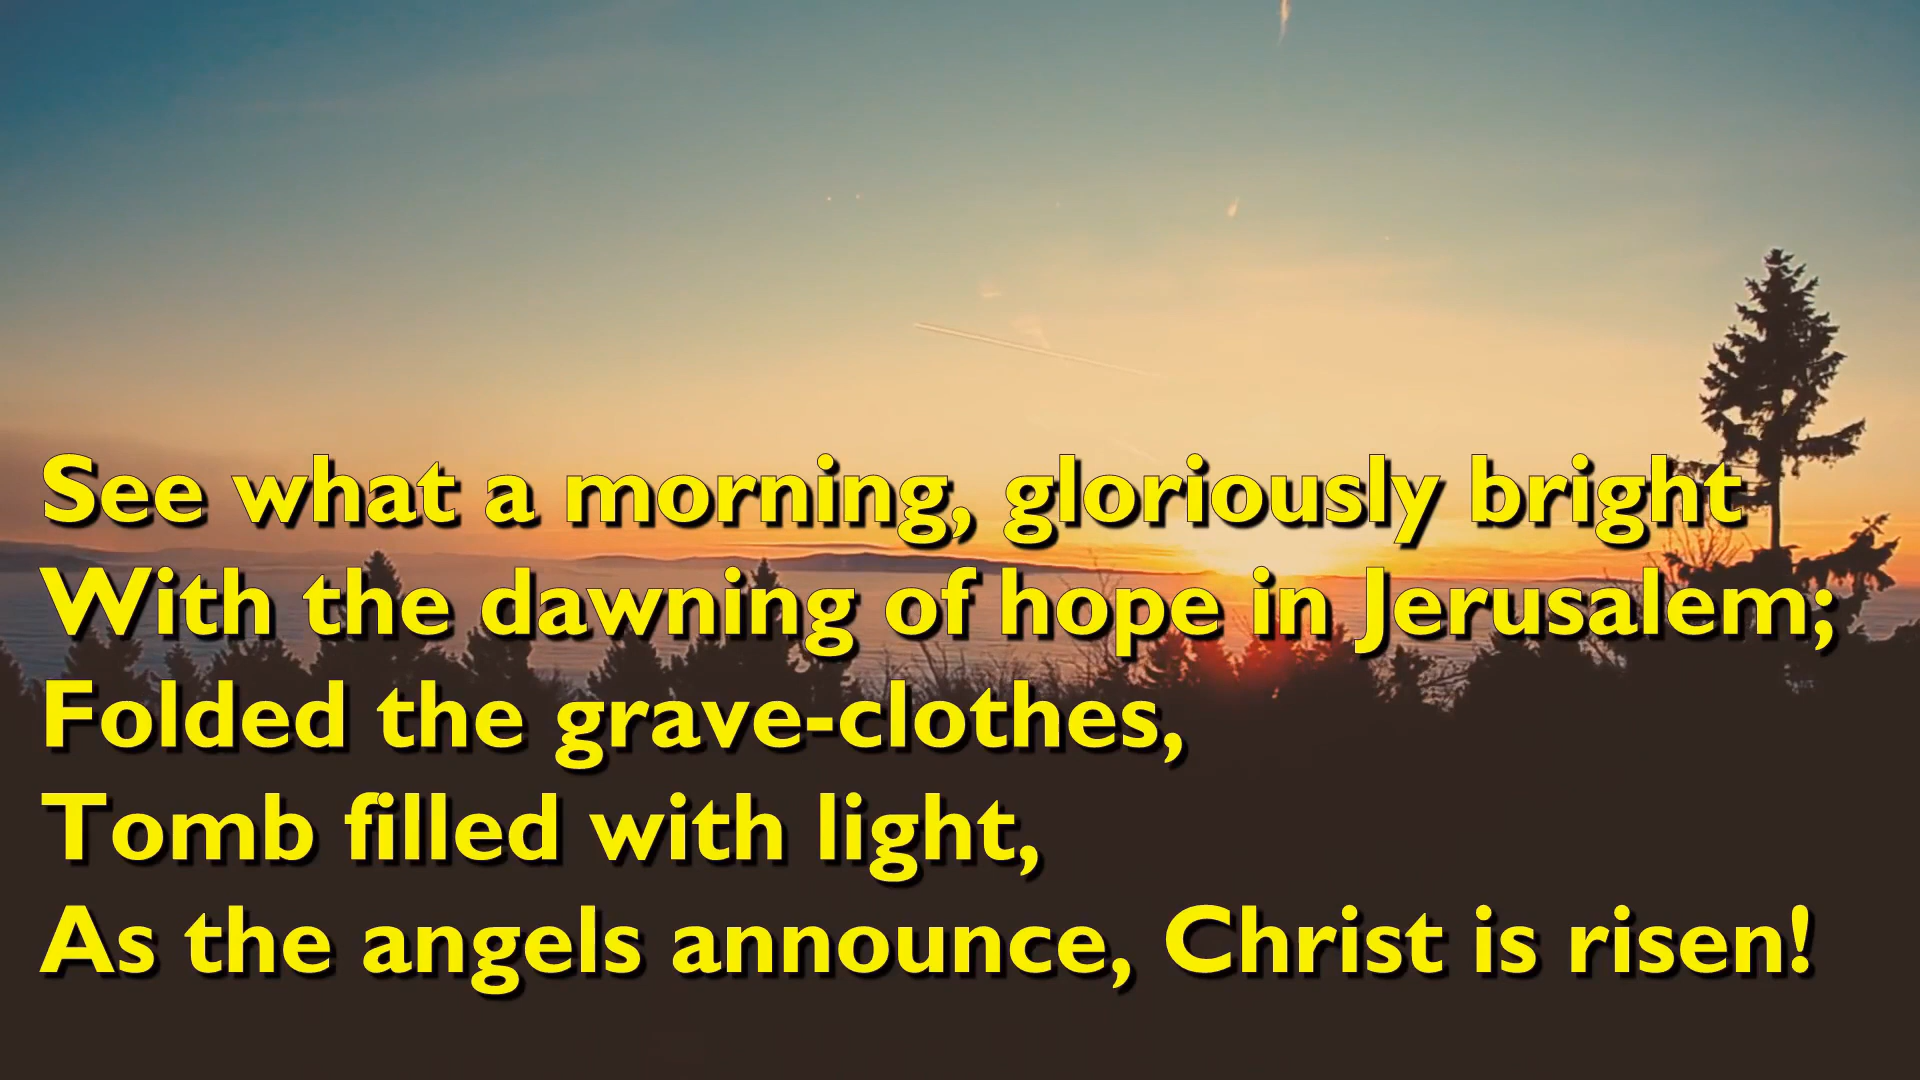 See what a morning, gloriously bright
With the dawning of hope in Jerusalem;
Folded the grave-clothes,
Tomb filled with light,
As the angels announce, Christ is risen!